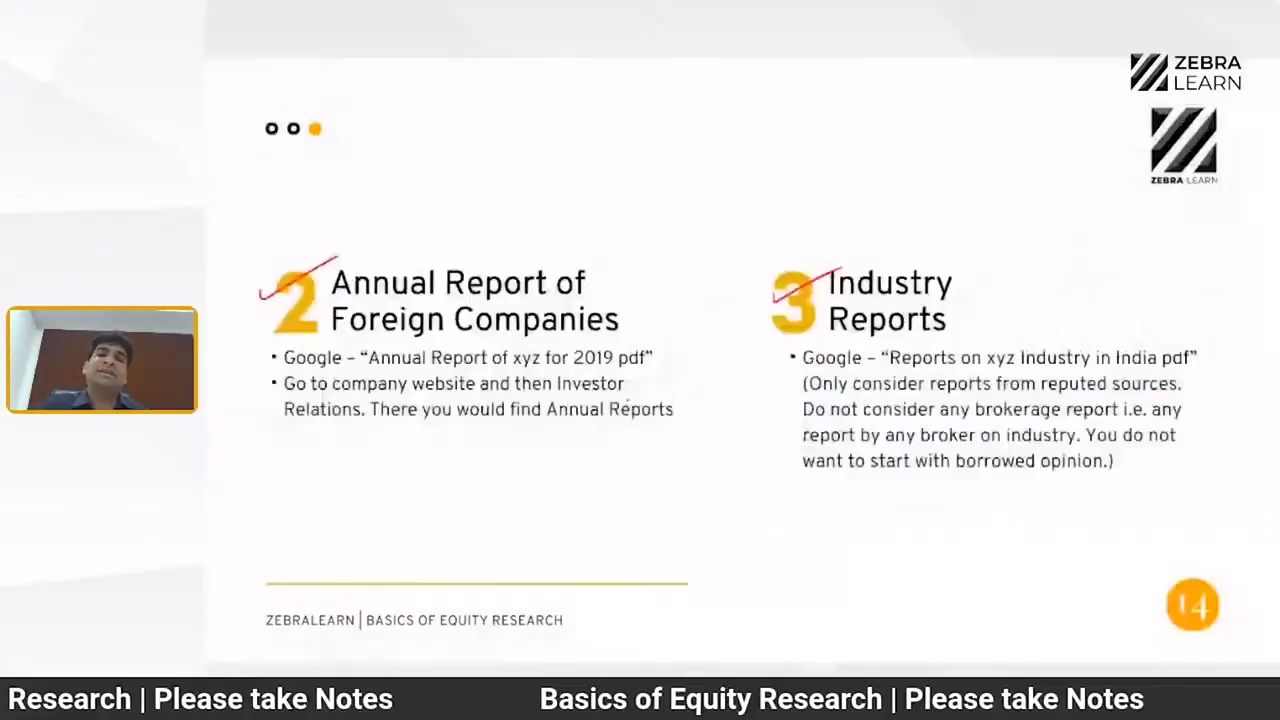 ZEBRA
LEARN
ZEBRA LEARN
2 Annual Report of
Foreign Companies
• Google – “Annual Report of xyz for 2019 pdf”
• Go to company website and then Investor
Relations. There you would find Annual Reports
3 Industry
Reports
• Google – “Reports on xyz Industry in India pdf”
(Only consider reports from reputed sources.
Do not consider any brokerage report i.e. any
report by any broker on industry. You do not
want to start with borrowed opinion.)
ZEBRALEARN | BASICS OF EQUITY RESEARCH
14
Research | Please take Notes
Basics of Equity Research | Please take Notes